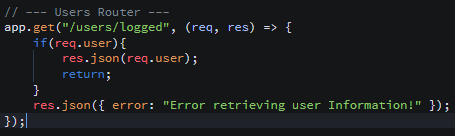 // --- Users Router ---
app.get("/users/logged", (req, res) => {
    if(req.user){
        res.json(req.user);
        return;
    }
    res.json({ error: "Error retrieving user Information!" });
});